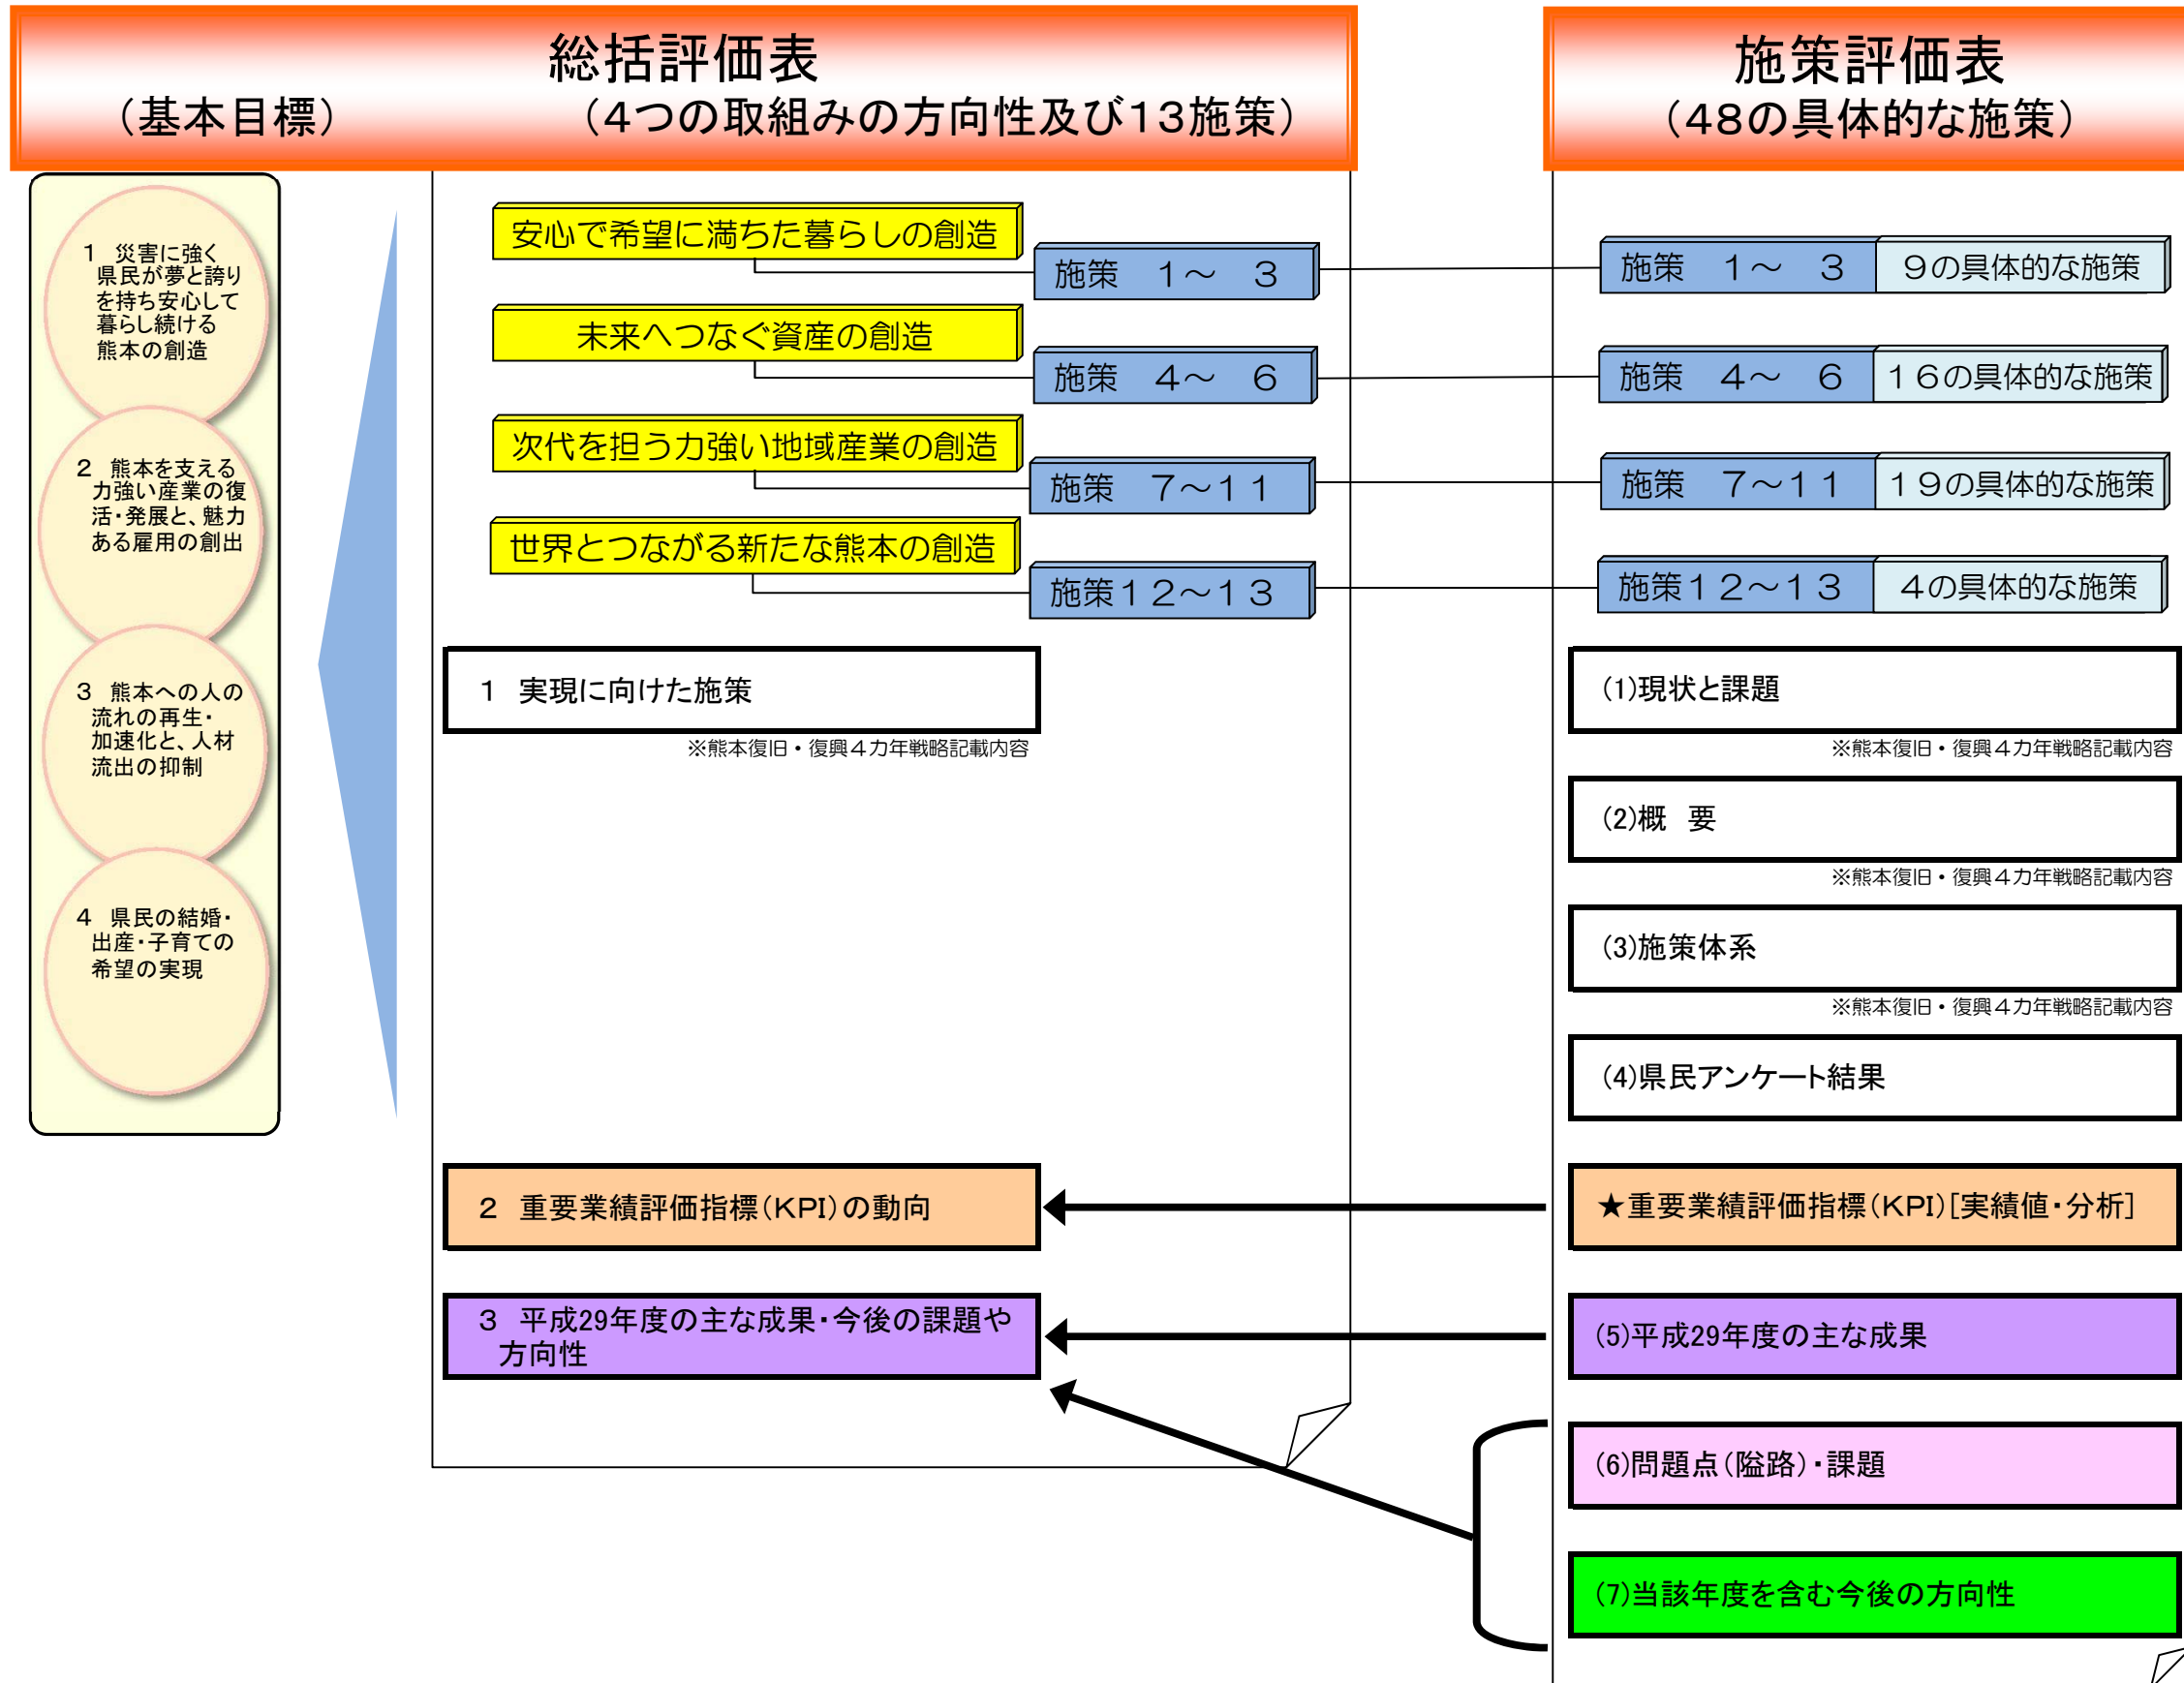 総括評価表
（基本目標）　（4つの取組みの方向性及び13施策）
施策評価表
（48の具体的な施策）
1　災害に強く
県民が夢と誇り
を持ち安心して
暮らし続ける
熊本の創造
2　熊本を支える
力強い産業の復
活・発展と、魅力
ある雇用の創出
3　熊本への人の
流れの再生・
加速化と、人材
流出の抑制
4　県民の結婚・
出産・子育ての
希望の実現
安心で希望に満ちた暮らしの創造
施策　1～　3
未来へつなぐ資産の創造
施策　4～　6
次代を担う力強い地域産業の創造
施策　7～11
世界とつながる新たな熊本の創造
施策12～13
1　実現に向けた施策
※熊本復旧・復興４カ年戦略記載内容
2　重要業績評価指標（KPI）の動向
3　平成29年度の主な成果・今後の課題や
方向性
施策　1～　3　9の具体的な施策
施策　4～　6　16の具体的な施策
施策　7～11　19の具体的な施策
施策12～13　4の具体的な施策
(1)現状と課題
※熊本復旧・復興４カ年戦略記載内容
(2)概　要
※熊本復旧・復興４カ年戦略記載内容
(3)施策体系
※熊本復旧・復興４カ年戦略記載内容
(4)県民アンケート結果
★重要業績評価指標（KPI）[実績値・分析]
(5)平成29年度の主な成果
(6)問題点（隘路）・課題
(7)当該年度を含む今後の方向性